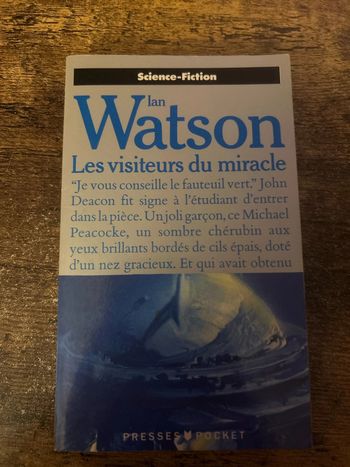 Science-Fiction
Ian
Watson
Les visiteurs du miracle
"Je vous conseille le fauteuil vert." John
Deacon fit signe à l'étudiant d'entrer
dans la pièce. Un joli garçon, ce Michael
Peacocke, un sombre chérubin aux
yeux brillants bordés de cils épais, doté
d'un nez gracieux. Et qui avait obtenu
PRESSES POCKET